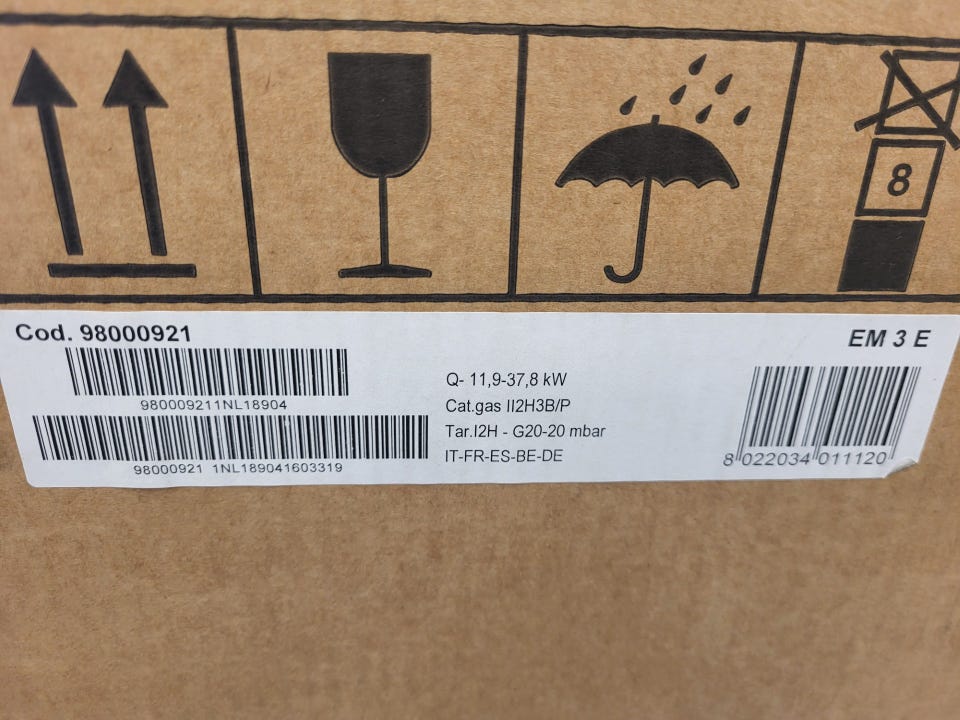 8
Cod. 98000921
980009211NL18904
98000921 1NL189041603319
Q- 11,9-37,8 kW
Cat.gas II2H3B/P
Tar.I2H - G20-20 mbar
IT-FR-ES-BE-DE
EM 3 E
8 022034 011120